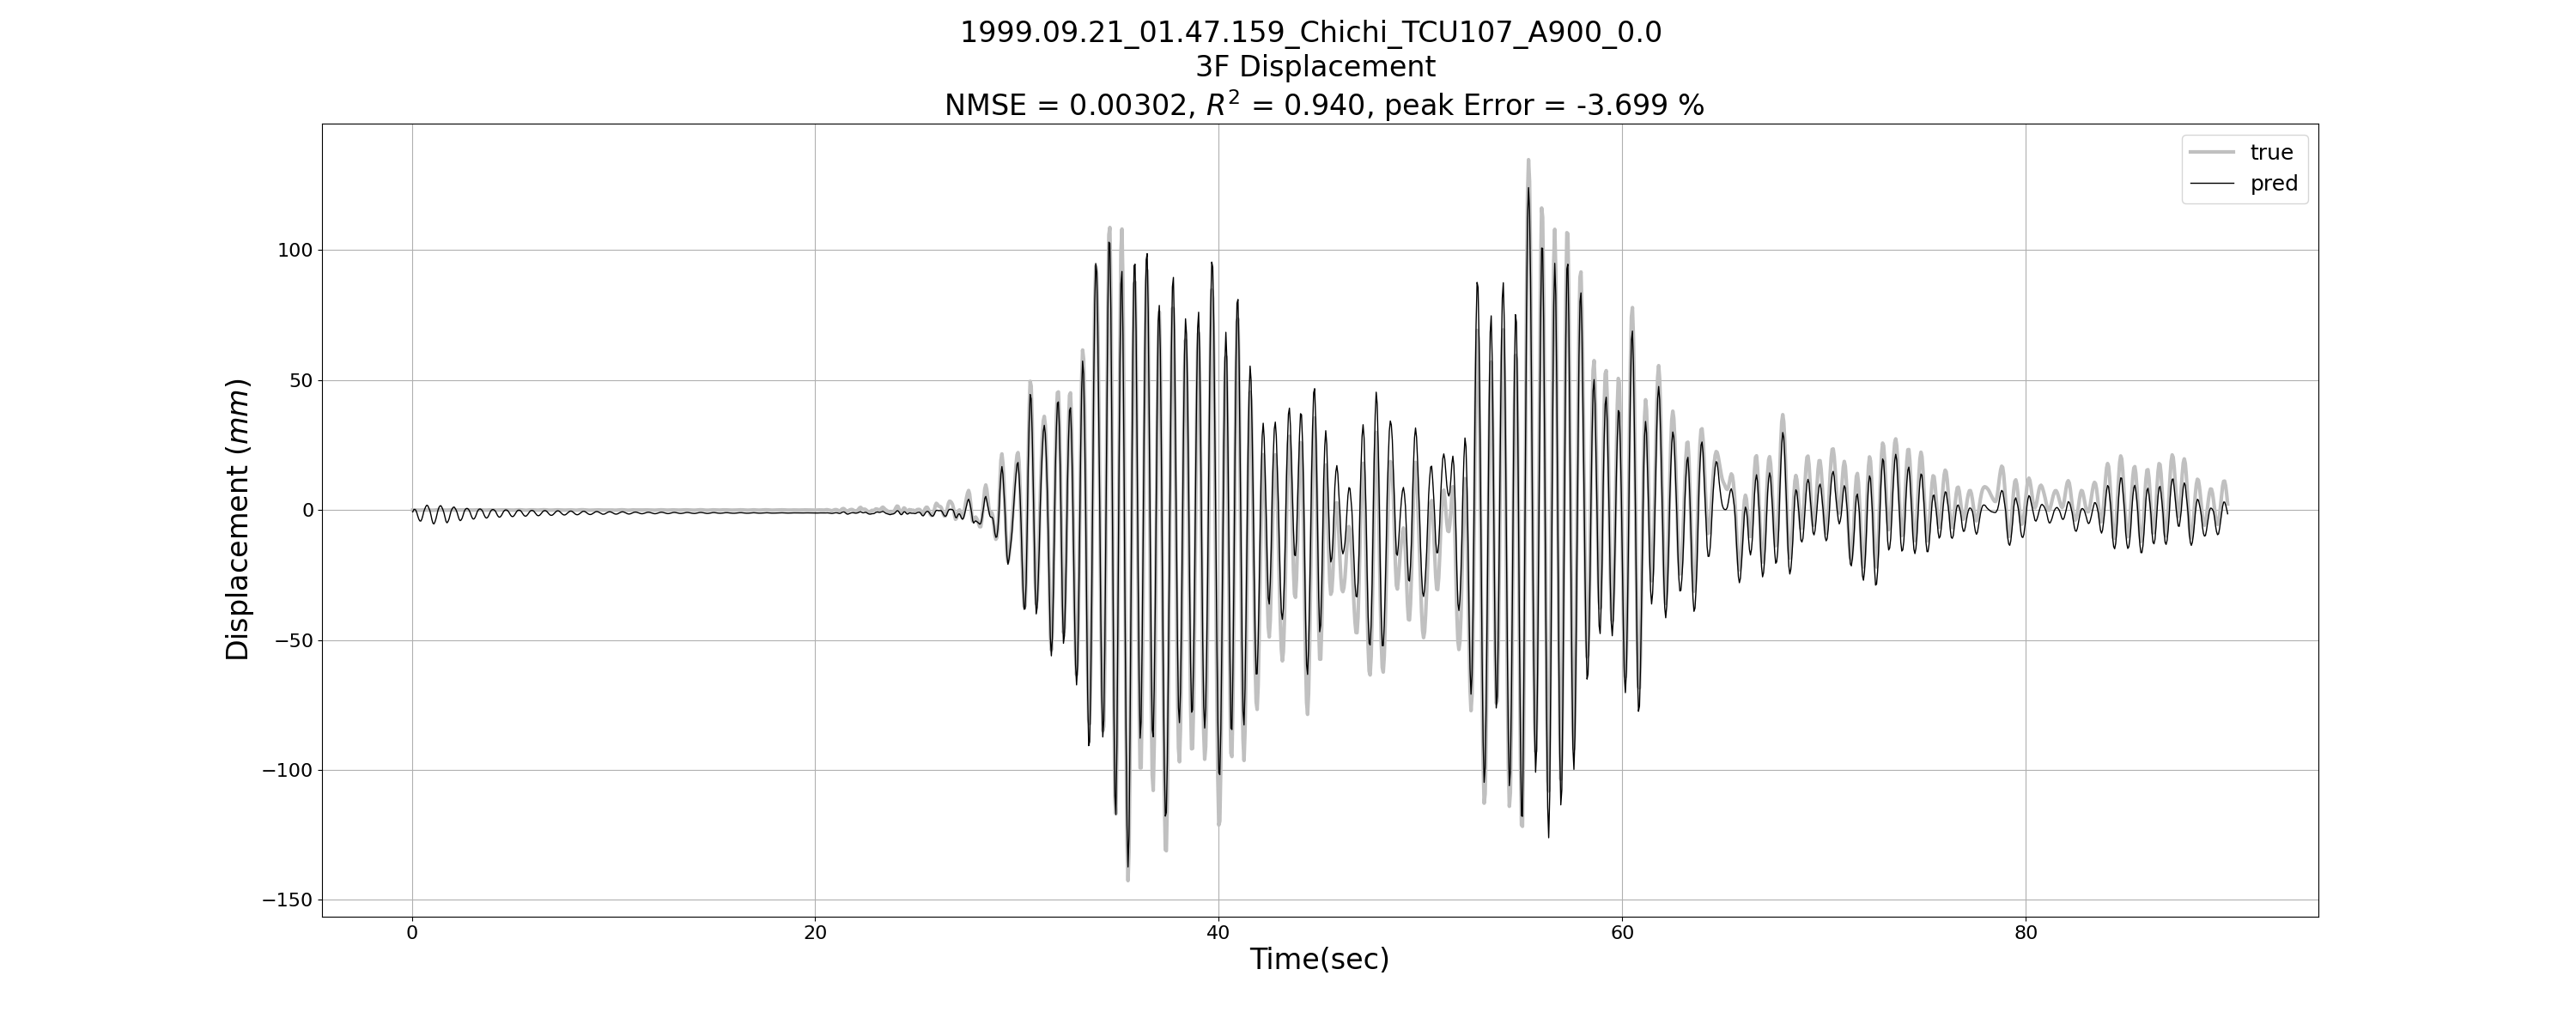 1999.09.21_01.47.159_Chichi_TCU107_A900_0.0
3F Displacement
NMSE = 0.00302, R² = 0.940, peak Error = -3.699 %
true
pred
100
50
0
−50
−100
−150
Displacement (mm)
0 20 40 60 80
Time(sec)